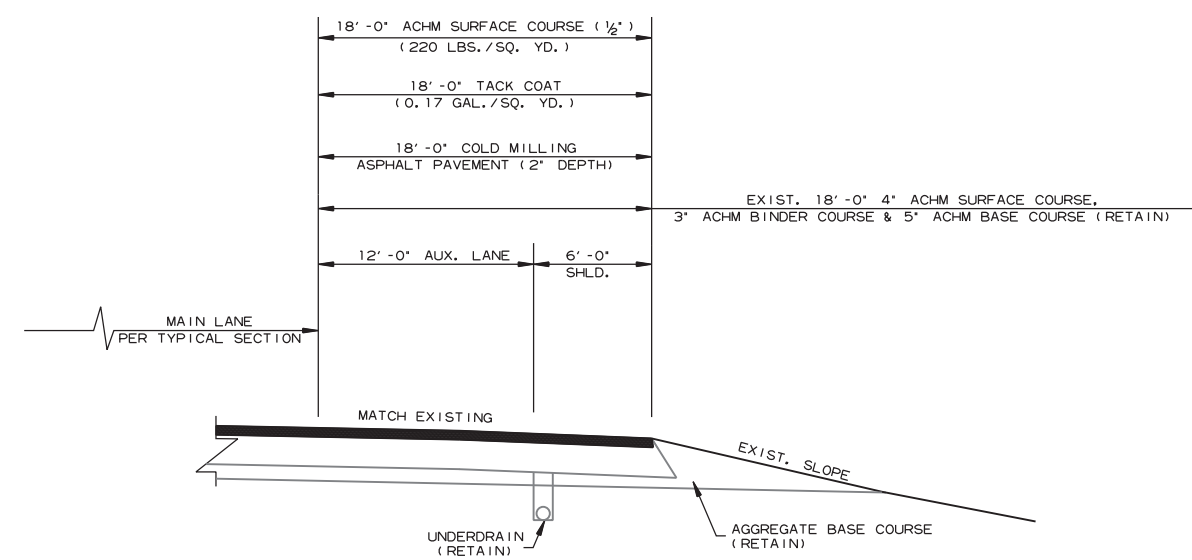 18'-0" ACHM SURFACE COURSE (½")
(220 LBS./SQ. YD.)
18'-0" TACK COAT
(0.17 GAL./SQ. YD.)
18'-0" COLD MILLING
ASPHALT PAVEMENT (2" DEPTH)
EXIST. 18'-0" 4" ACHM SURFACE COURSE,
3" ACHM BINDER COURSE & 5" ACHM BASE COURSE (RETAIN)
12'-0" AUX. LANE
6'-0"
SHLD.
MAIN LANE
PER TYPICAL SECTION
MATCH EXISTING
EXIST. SLOPE
UNDERDRAIN
(RETAIN)
AGGREGATE BASE COURSE
(RETAIN)